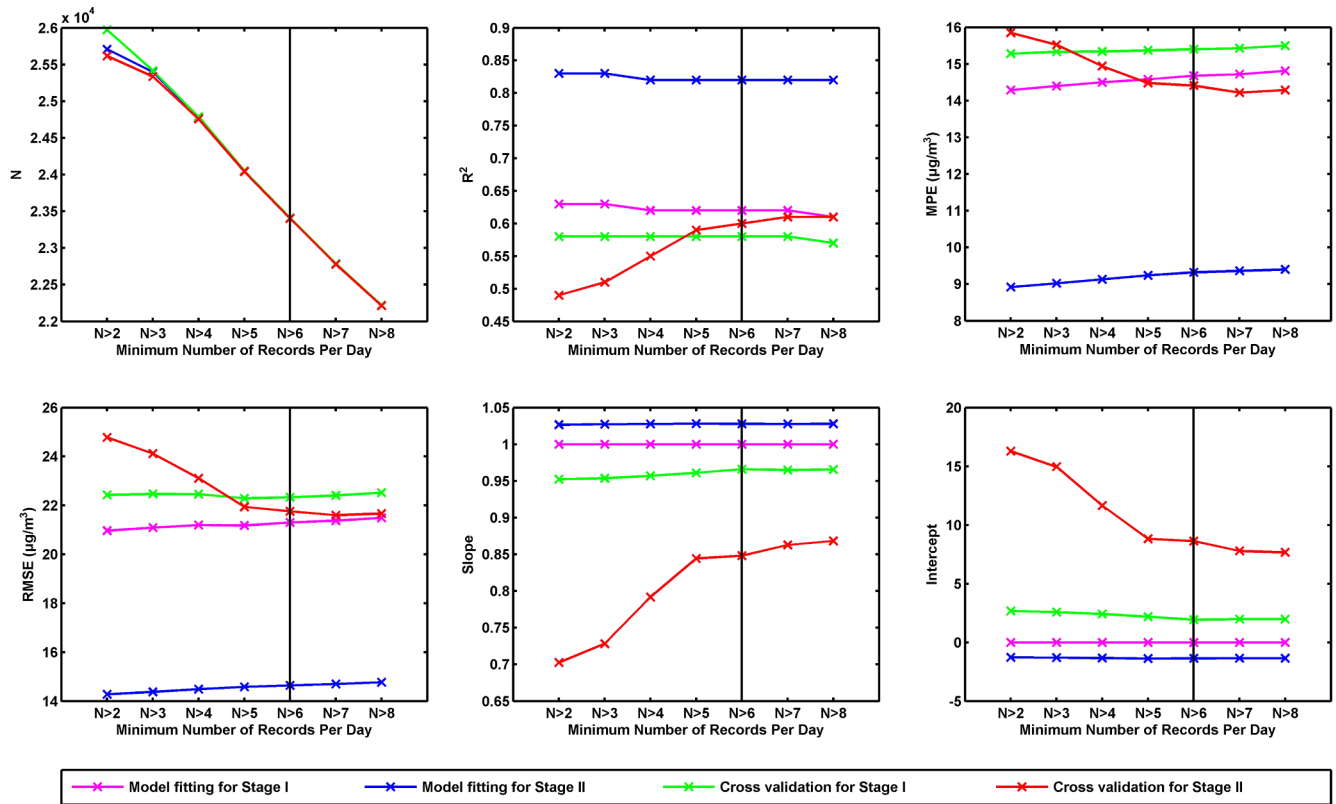 x 10⁴
2.6
2.55
2.5
2.45
2.4
2.35
2.3
2.25
2.2
N
N>2 N>3 N>4 N>5 N>6 N>7 N>8
Minimum Number of Records Per Day
0.9
0.85
0.8
0.75
0.7
0.65
0.6
0.55
0.5
0.45
R²
N>2 N>3 N>4 N>5 N>6 N>7 N>8
Minimum Number of Records Per Day
16
15
14
13
12
11
10
9
8
MPE (µg/m³)
N>2 N>3 N>4 N>5 N>6 N>7 N>8
Minimum Number of Records Per Day
26
24
22
20
18
16
14
RMSE (µg/m³)
N>2 N>3 N>4 N>5 N>6 N>7 N>8
Minimum Number of Records Per Day
1.05
1
0.95
0.9
0.85
0.8
0.75
0.7
0.65
Slope
N>2 N>3 N>4 N>5 N>6 N>7 N>8
Minimum Number of Records Per Day
20
15
10
5
0
-5
Intercept
N>2 N>3 N>4 N>5 N>6 N>7 N>8
Minimum Number of Records Per Day
Model fitting for Stage I Model fitting for Stage II Cross validation for Stage I Cross validation for Stage II